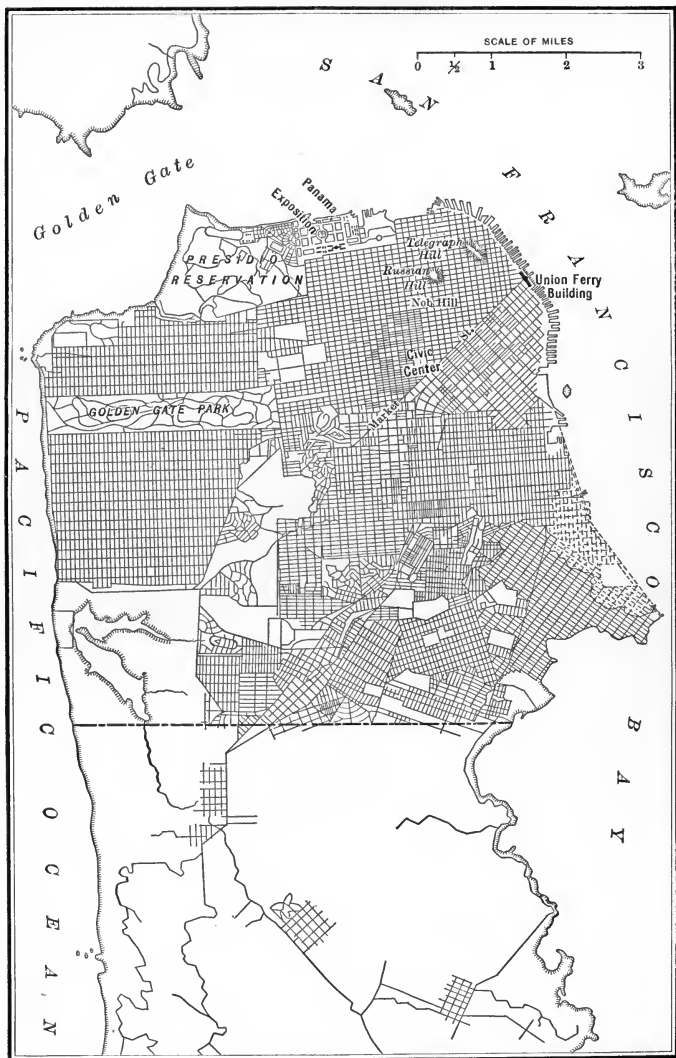 SCALE OF MILES
0 ½ 1 2 3
SAN FRANCISCO BAY
Golden Gate
Panama
Exposition
PRESIDIO
RESERVATION
Telegraph
Hill
Russian
Hill
Nob Hill
Union Ferry
Building
Civic
Center
Market St.
GOLDEN GATE PARK
PACIFIC OCEAN